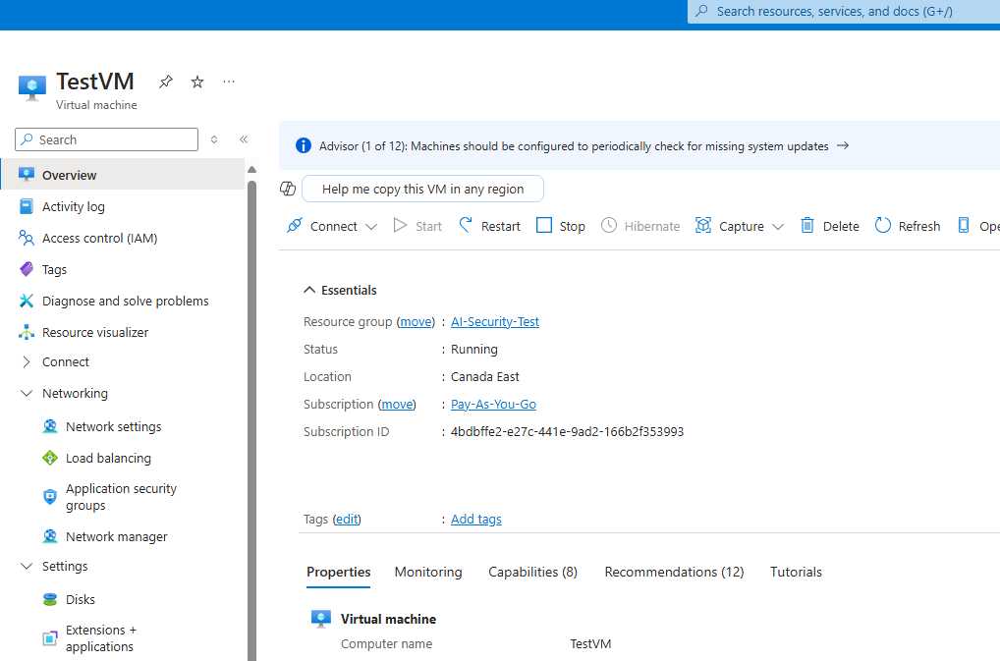 Search resources, services, and docs (G+/)
TestVM
Virtual machine
Search
Overview
Activity log
Access control (IAM)
Tags
Diagnose and solve problems
Resource visualizer
Connect
Networking
Network settings
Load balancing
Application security
groups
Network manager
Settings
Disks
Extensions +
applications
Advisor (1 of 12): Machines should be configured to periodically check for missing system updates →
Help me copy this VM in any region
Connect Start Restart Stop Hibernate Capture Delete Refresh Ope
Essentials
Resource group (move) : AI-Security-Test
Status : Running
Location : Canada East
Subscription (move) : Pay-As-You-Go
Subscription ID : 4bdbffe2-e27c-441e-9ad2-166b2f353993
Tags (edit) : Add tags
Properties Monitoring Capabilities (8) Recommendations (12) Tutorials
Virtual machine
Computer name TestVM